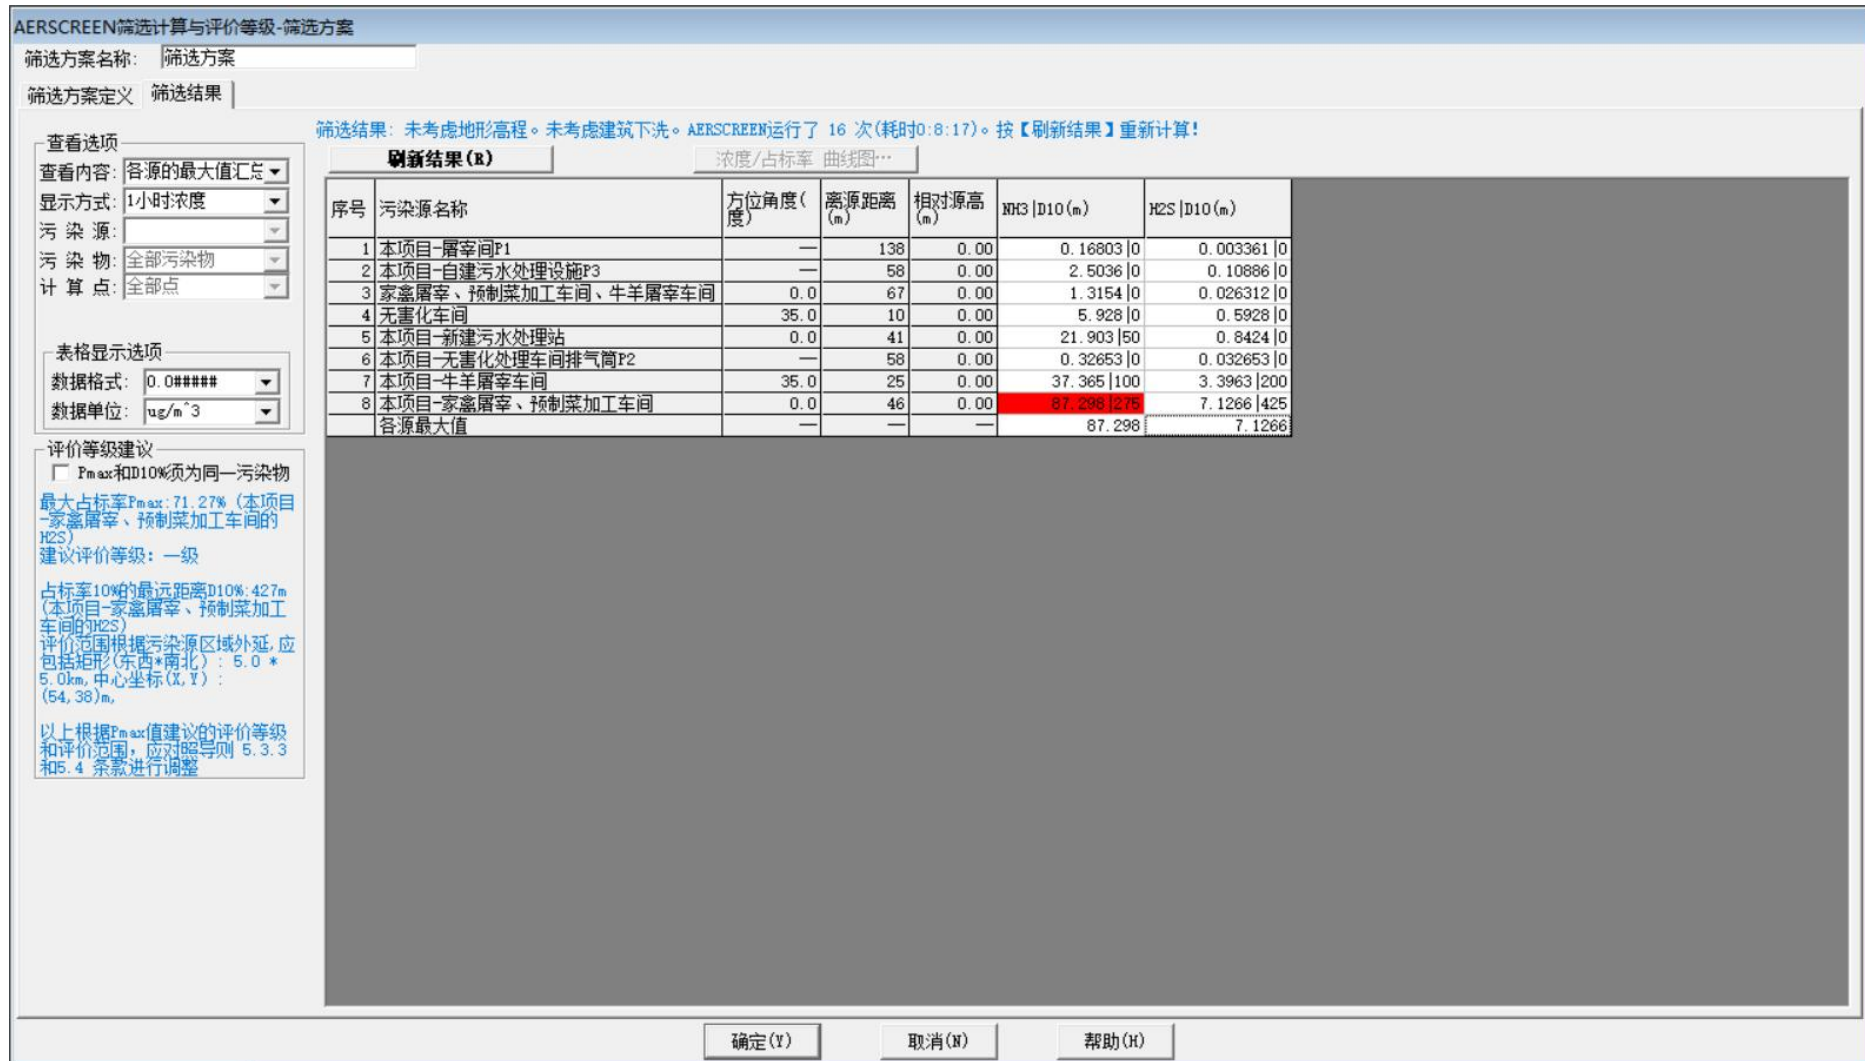 AERSCREEN筛选计算与评价等级-筛选方案
筛选方案名称: 筛选方案
筛选方案定义 筛选结果
查看选项
查看内容: 各源的最大值汇总
显示方式: 1小时浓度
污 染 源:
污 染 物: 全部污染物
计 算 点: 全部点
表格显示选项
数据格式: 0.0#####
数据单位: ug/m^3
评价等级建议
Pmax和D10%须为同一污染物
最大占标率Pmax:71.27% (本项目
-家禽屠宰、预制菜加工车间的
H2S)
建议评价等级: 一级
占标率10%的最远距离D10%:427m
(本项目-家禽屠宰、预制菜加工
车间的H2S)
评价范围根据污染源区域外延,应
包括矩形(东西*南北) : 5.0 *
5.0km,中心坐标(X,Y) :
(54,38)m,
以上根据Pmax值建议的评价等级
和评价范围，应对照导则 5.3.3
和5.4 条款进行调整
筛选结果: 未考虑地形高程。未考虑建筑下洗。AERSCREEN运行了 16 次(耗时0:8:17)。按【刷新结果】重新计算!
刷新结果(R) 浓度/占标率 曲线图…
序号 污染源名称 方位角度(度) 离源距离(m) 相对源高(m) NH3|D10(m) H2S|D10(m)
1 本项目-屠宰间P1 — 138 0.00 0.16803|0 0.003361|0
2 本项目-自建污水处理设施P3 — 58 0.00 2.5036|0 0.10886|0
3 家禽屠宰、预制菜加工车间、牛羊屠宰车间 0.0 67 0.00 1.3154|0 0.026312|0
4 无害化车间 35.0 10 0.00 5.928|0 0.5928|0
5 本项目-新建污水处理站 0.0 41 0.00 21.903|50 0.8424|0
6 本项目-无害化处理车间排气筒P2 — 58 0.00 0.32653|0 0.032653|0
7 本项目-牛羊屠宰车间 35.0 25 0.00 37.365|100 3.3963|200
8 本项目-家禽屠宰、预制菜加工车间 0.0 46 0.00 87.298|275 7.1266|425
各源最大值 — — — 87.298 7.1266
确定(Y) 取消(N) 帮助(H)